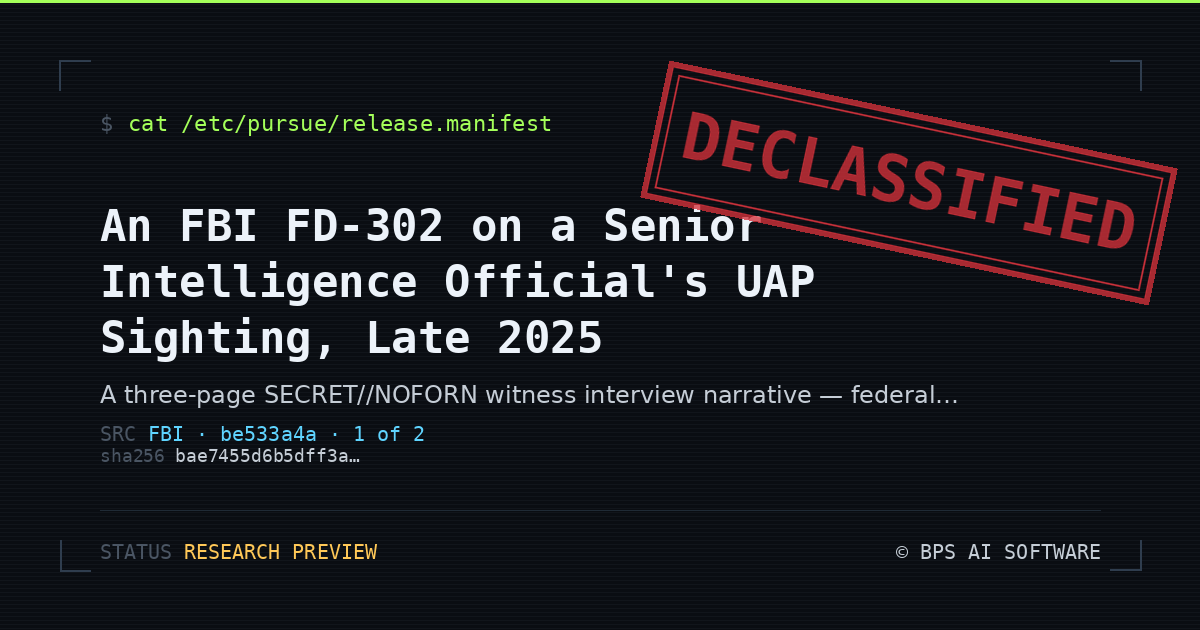 $ cat /etc/pursue/release.manifest
DECLASSIFIED
An FBI FD-302 on a Senior
Intelligence Official's UAP
Sighting, Late 2025
A three-page SECRET//NOFORN witness interview narrative — federal…
SRC FBI · be533a4a · 1 of 2
sha256 bae7455d6b5dff3a…
STATUS RESEARCH PREVIEW
© BPS AI SOFTWARE